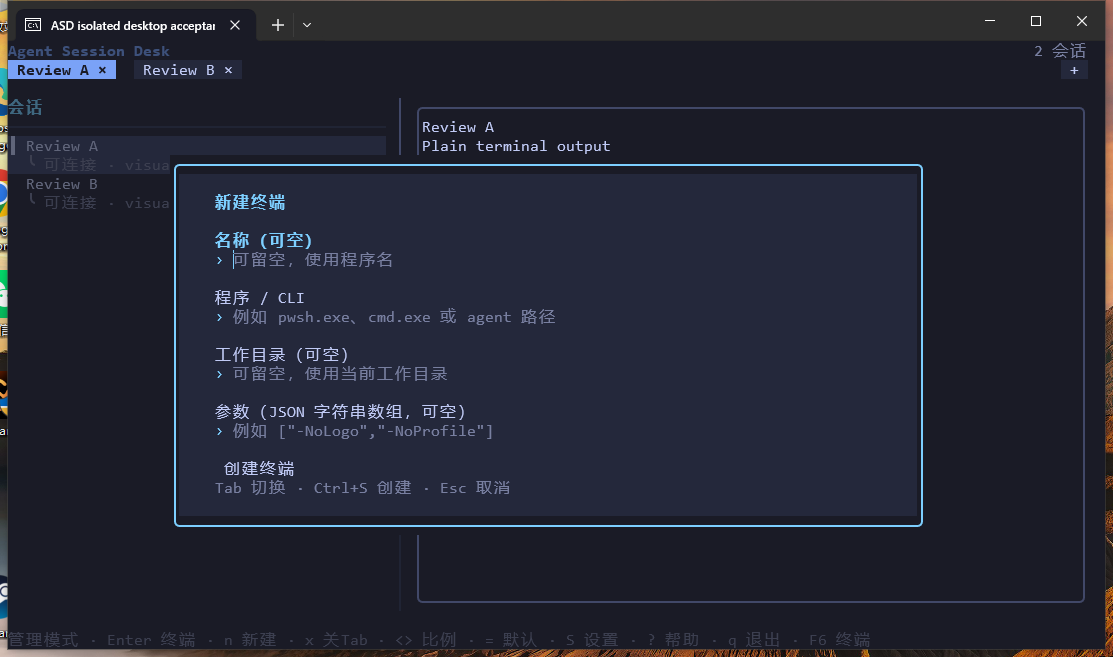 ASD isolated desktop acceptar
Agent Session Desk
2 会话
Review A ×
Review B ×
+
会话
Review A
Plain terminal output
Review A
└ 可连接 · visua
Review B
└ 可连接 · visua
新建终端
名称 (可空)
› 可留空, 使用程序名
程序 / CLI
› 例如 pwsh.exe、cmd.exe 或 agent 路径
工作目录 (可空)
› 可留空, 使用当前工作目录
参数 (JSON 字符串数组, 可空)
› 例如 ["-NoLogo","-NoProfile"]
创建终端
Tab 切换 · Ctrl+S 创建 · Esc 取消
管理模式 · Enter 终端 · n 新建 · x 关Tab · <> 比例 · = 默认 · S 设置 · ? 帮助 · q 退出 · F6 终端